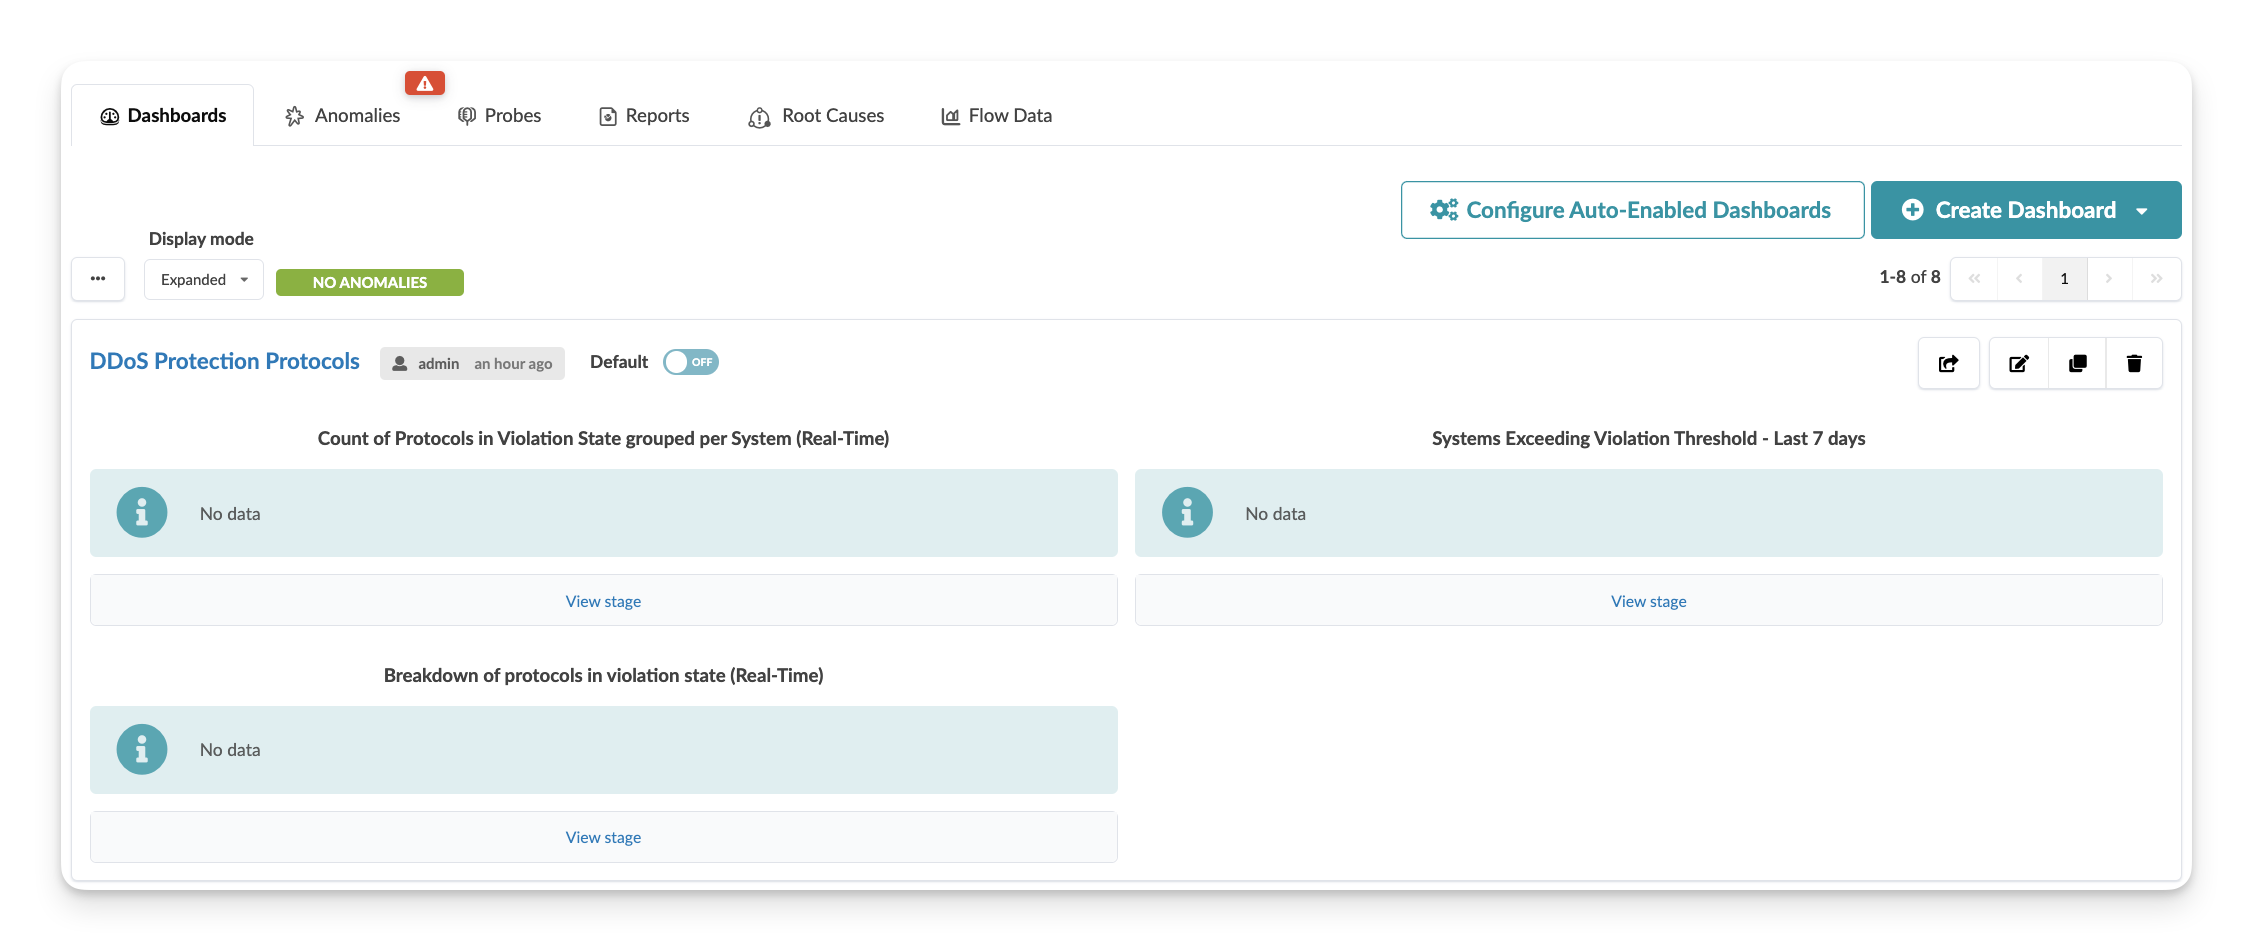 Dashboards
Anomalies
Probes
Reports
Root Causes
Flow Data
Configure Auto-Enabled Dashboards
Create Dashboard
Display mode
Expanded
NO ANOMALIES
1-8 of 8
1
DDoS Protection Protocols
admin an hour ago
Default
OFF
Count of Protocols in Violation State grouped per System (Real-Time)
No data
View stage
Systems Exceeding Violation Threshold - Last 7 days
No data
View stage
Breakdown of protocols in violation state (Real-Time)
No data
View stage